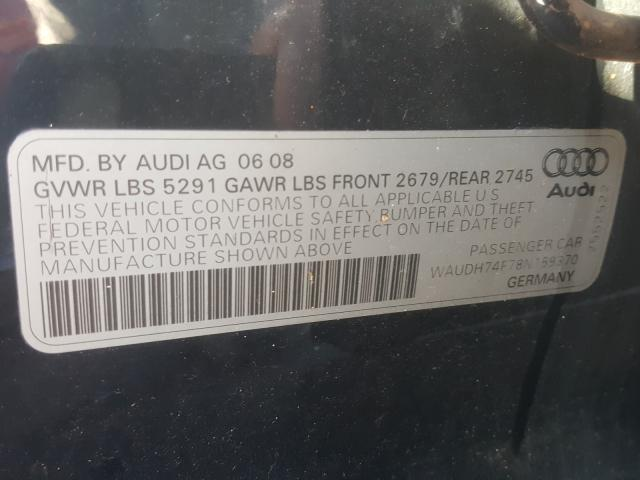 MFD. BY AUDI AG 06 08
GVWR LBS 5291 GAWR LBS FRONT 2679/REAR 2745
THIS VEHICLE CONFORMS TO ALL APPLICABLE U S
FEDERAL MOTOR VEHICLE SAFETY, BUMPER AND THEFT
PREVENTION STANDARDS IN EFFECT ON THE DATE OF
MANUFACTURE SHOWN ABOVE
PASSENGER CAR
WAUDH74F78N159370
GERMANY
Audi